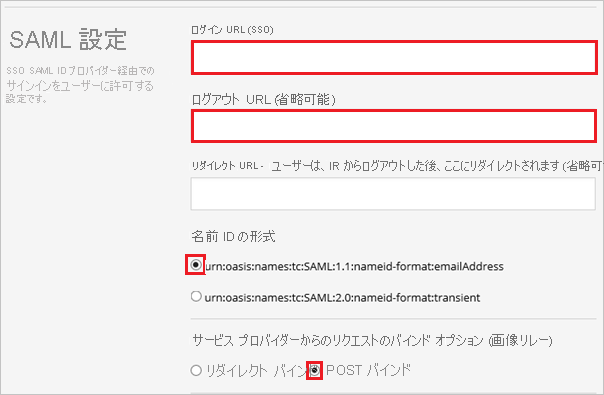 SAML 設定
SSO SAML IDプロバイダー経由での
サインインをユーザーに許可する
設定です。
ログイン URL (SSO)
ログアウト URL (省略可能)
リダイレクト URL - ユーザーは、IR からログアウトした後、ここにリダイレクトされます (省略可
名前 ID の形式
urn:oasis:names:tc:SAML:1.1:nameid-format:emailAddress
urn:oasis:names:tc:SAML:2.0:nameid-format:transient
サービス プロバイダーからのリクエストのバインド オプション (画像リレー)
リダイレクト バイン POST バインド